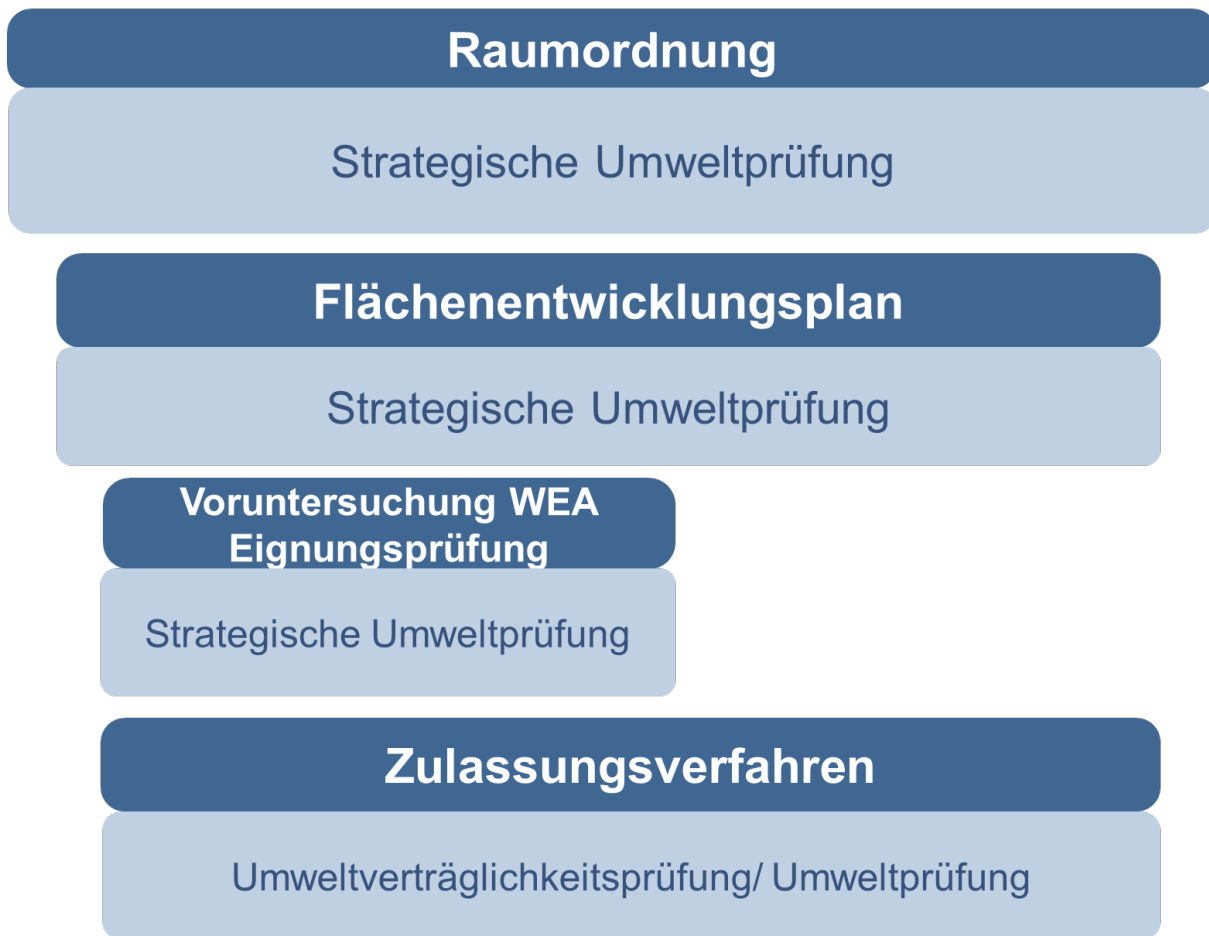 Raumordnung
Strategische Umweltprüfung
Flächenentwicklungsplan
Strategische Umweltprüfung
Voruntersuchung WEA
Eignungsprüfung
Strategische Umweltprüfung
Zulassungsverfahren
Umweltverträglichkeitsprüfung/ Umweltprüfung